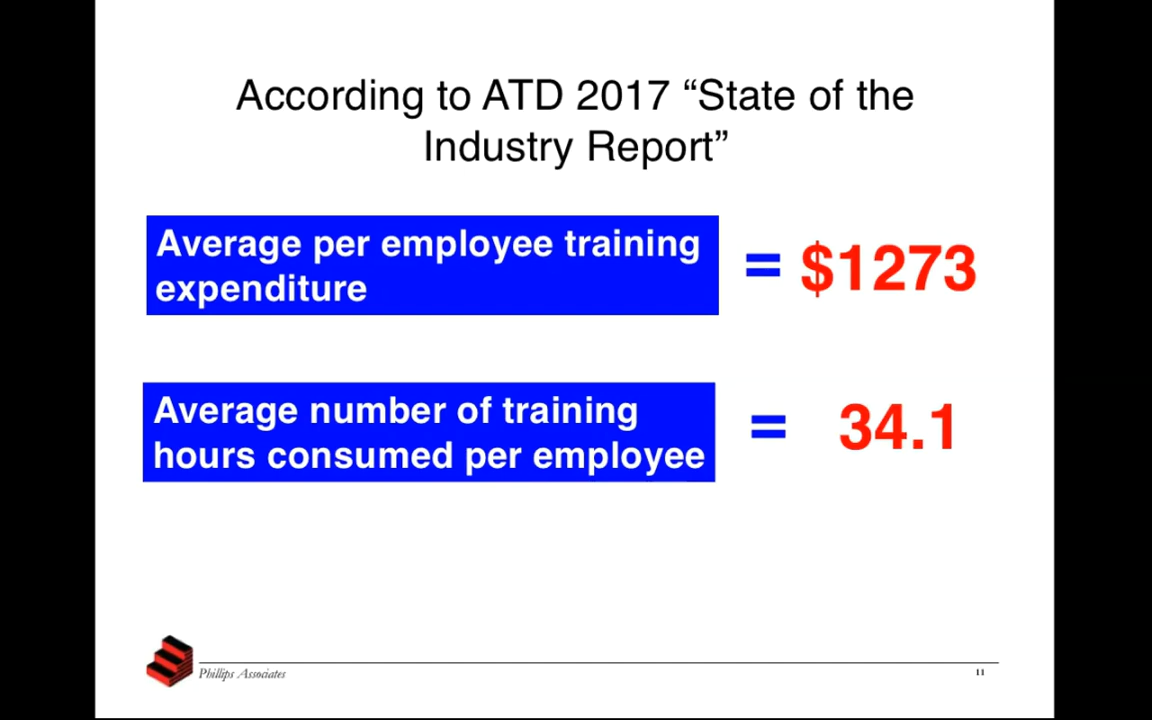 According to ATD 2017 “State of the
Industry Report”
Average per employee training
expenditure
= $1273
Average number of training
hours consumed per employee
= 34.1
Phillips Associates
11